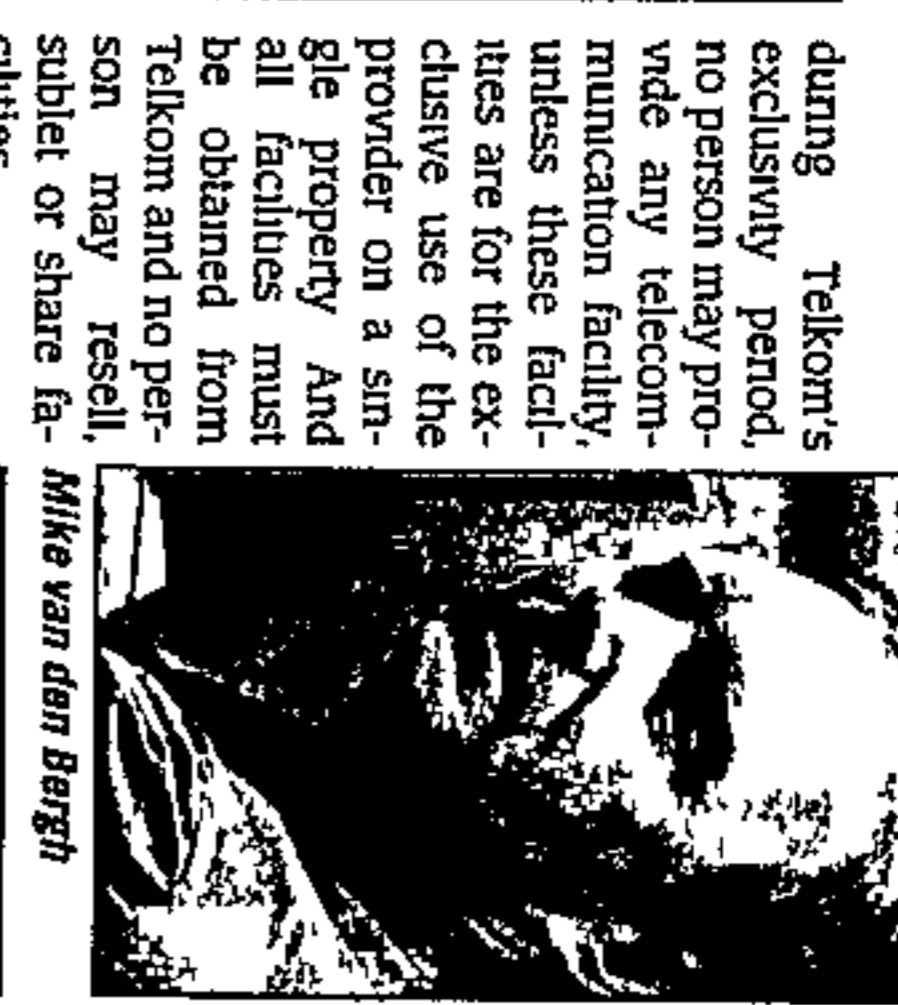 during Telkom's
exclusivity period,
no person may pro-
vide any telecom-
munication facility,
unless these facil-
ities are for the ex-
clusive use of the
provider on a sin-
gle property And
all facilities must
be obtained from
Telkom and no per-
son may resell,
sublet or share fa-
cilities
Mike van den Bergh